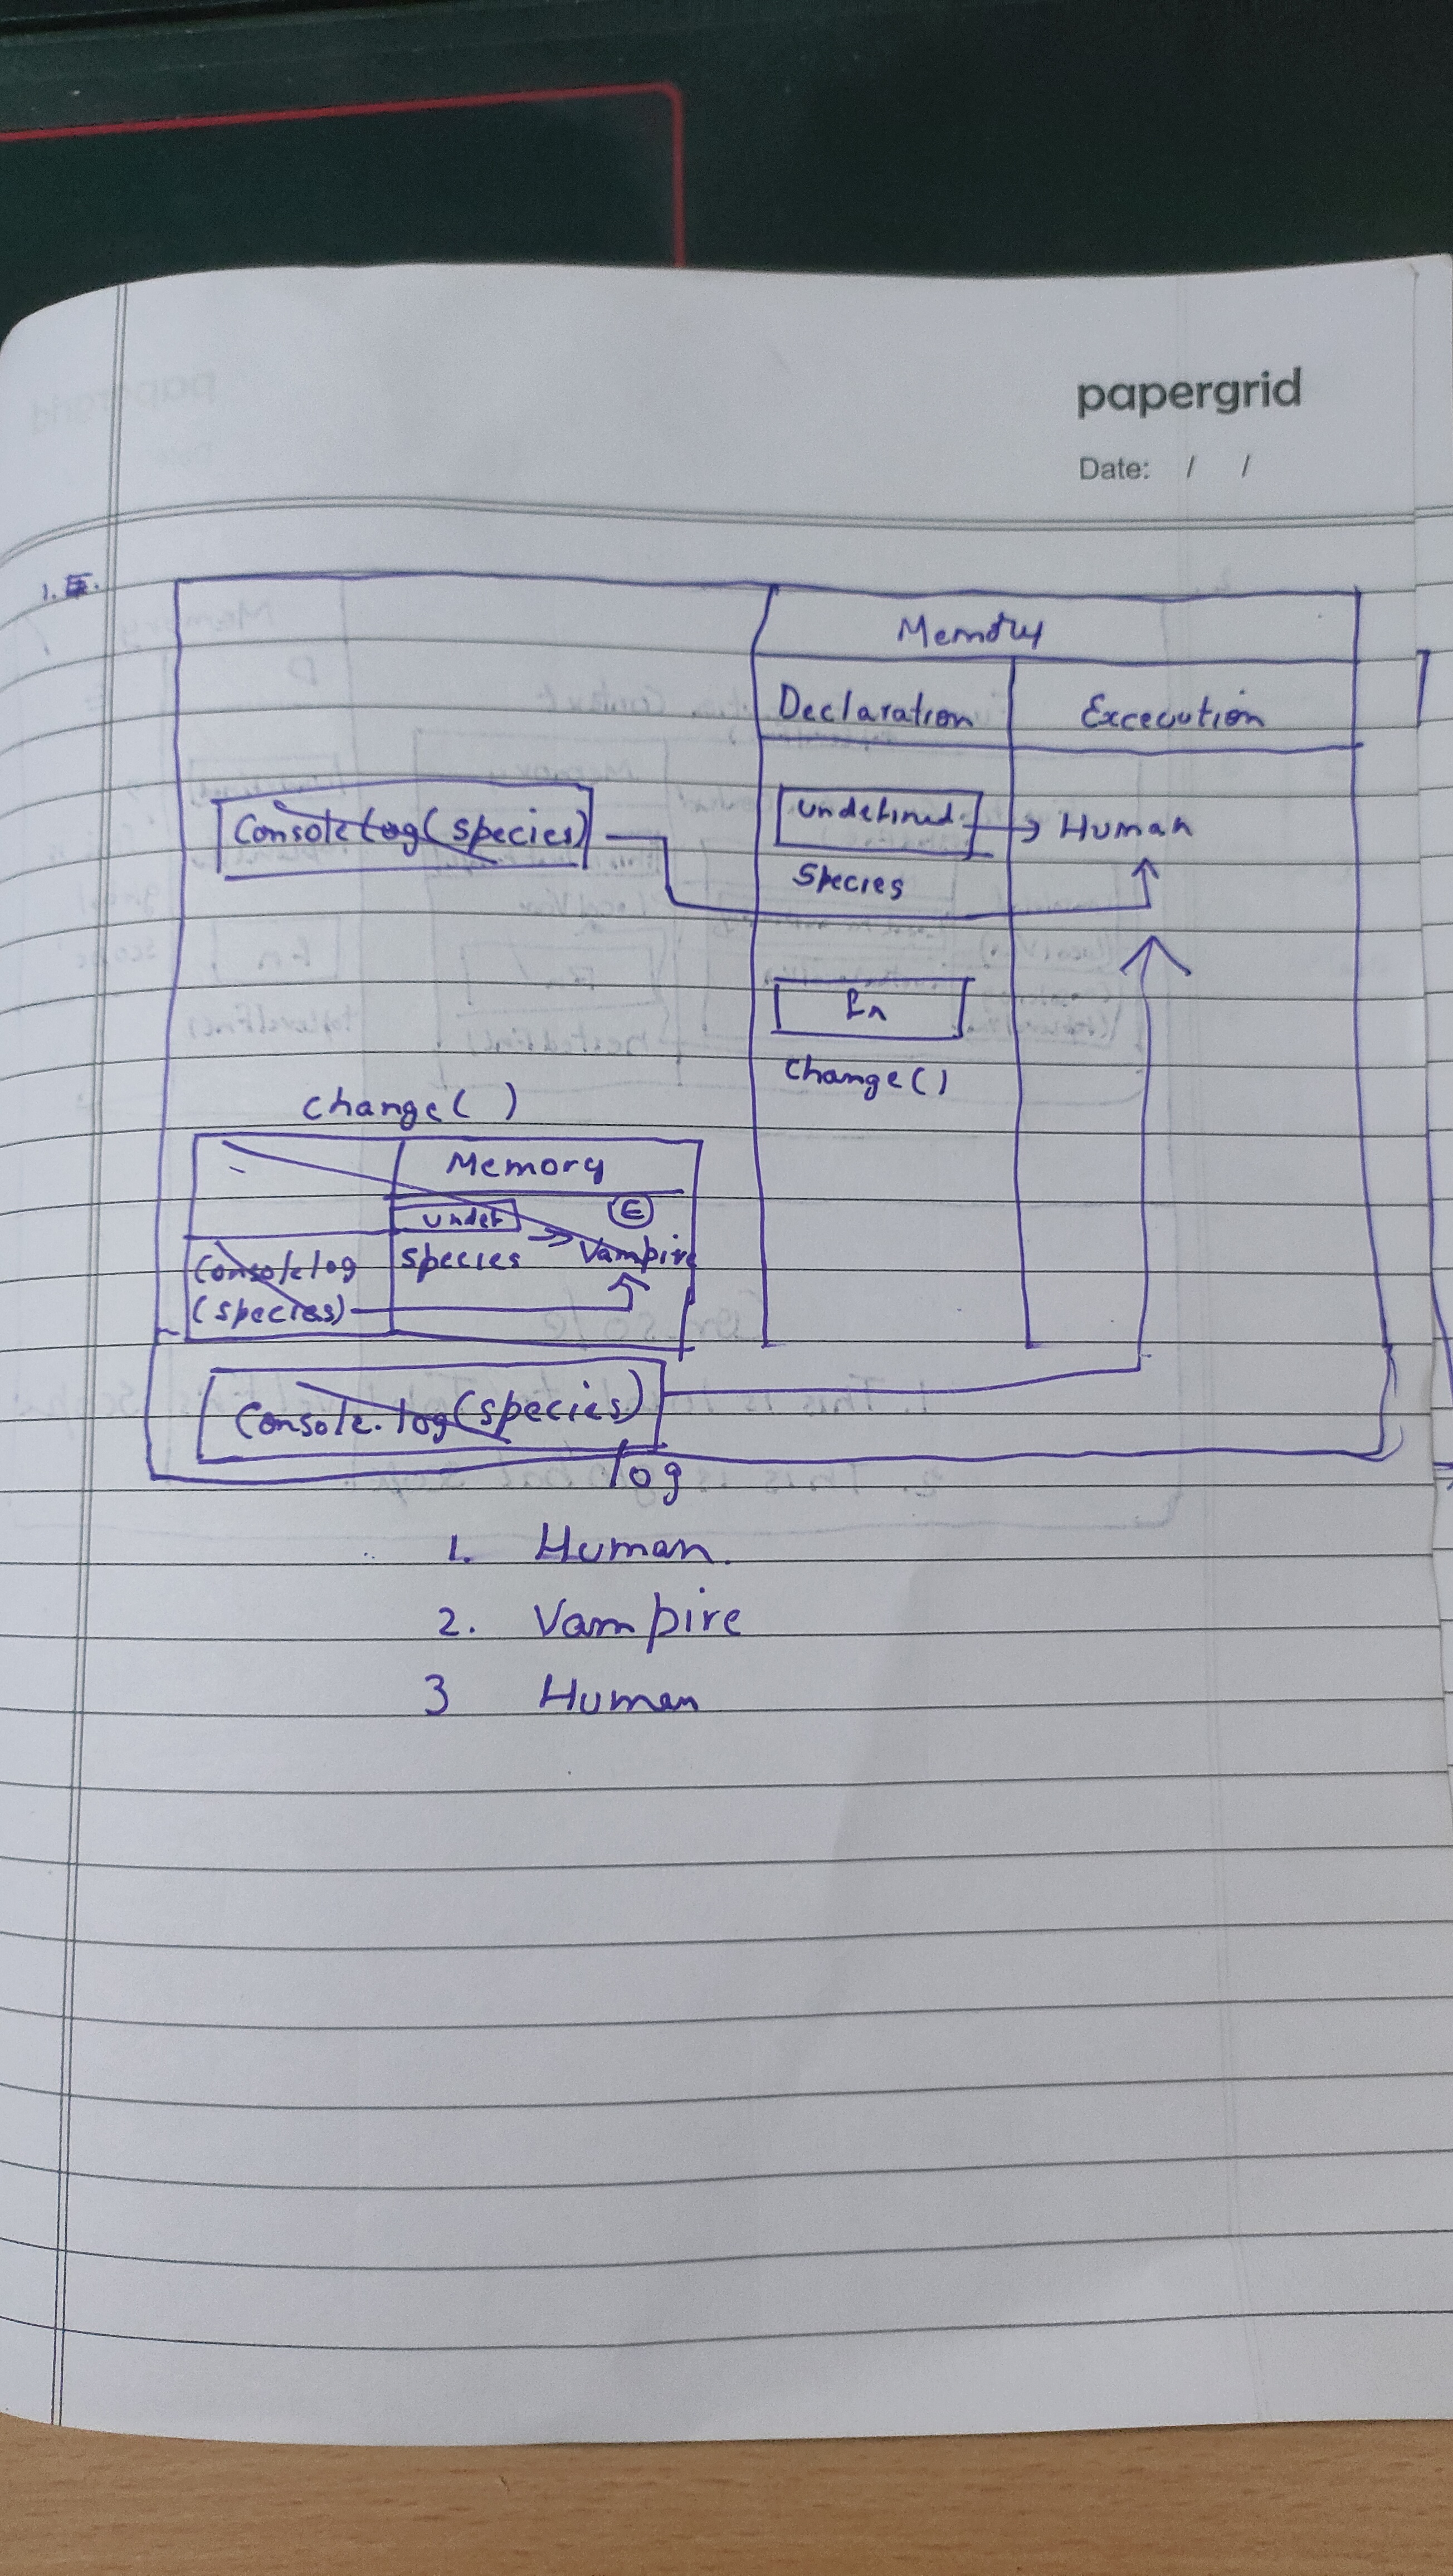 papergrid
Date: / /
1.
Memory
Declaration Excecution
Console log(species) undefined → Human
Species
fn
change()
change( )
Memory
undef E
species → Vampire
Console log
(species)
Console.log(species)
log
1. Human.
2. Vampire
3 Human